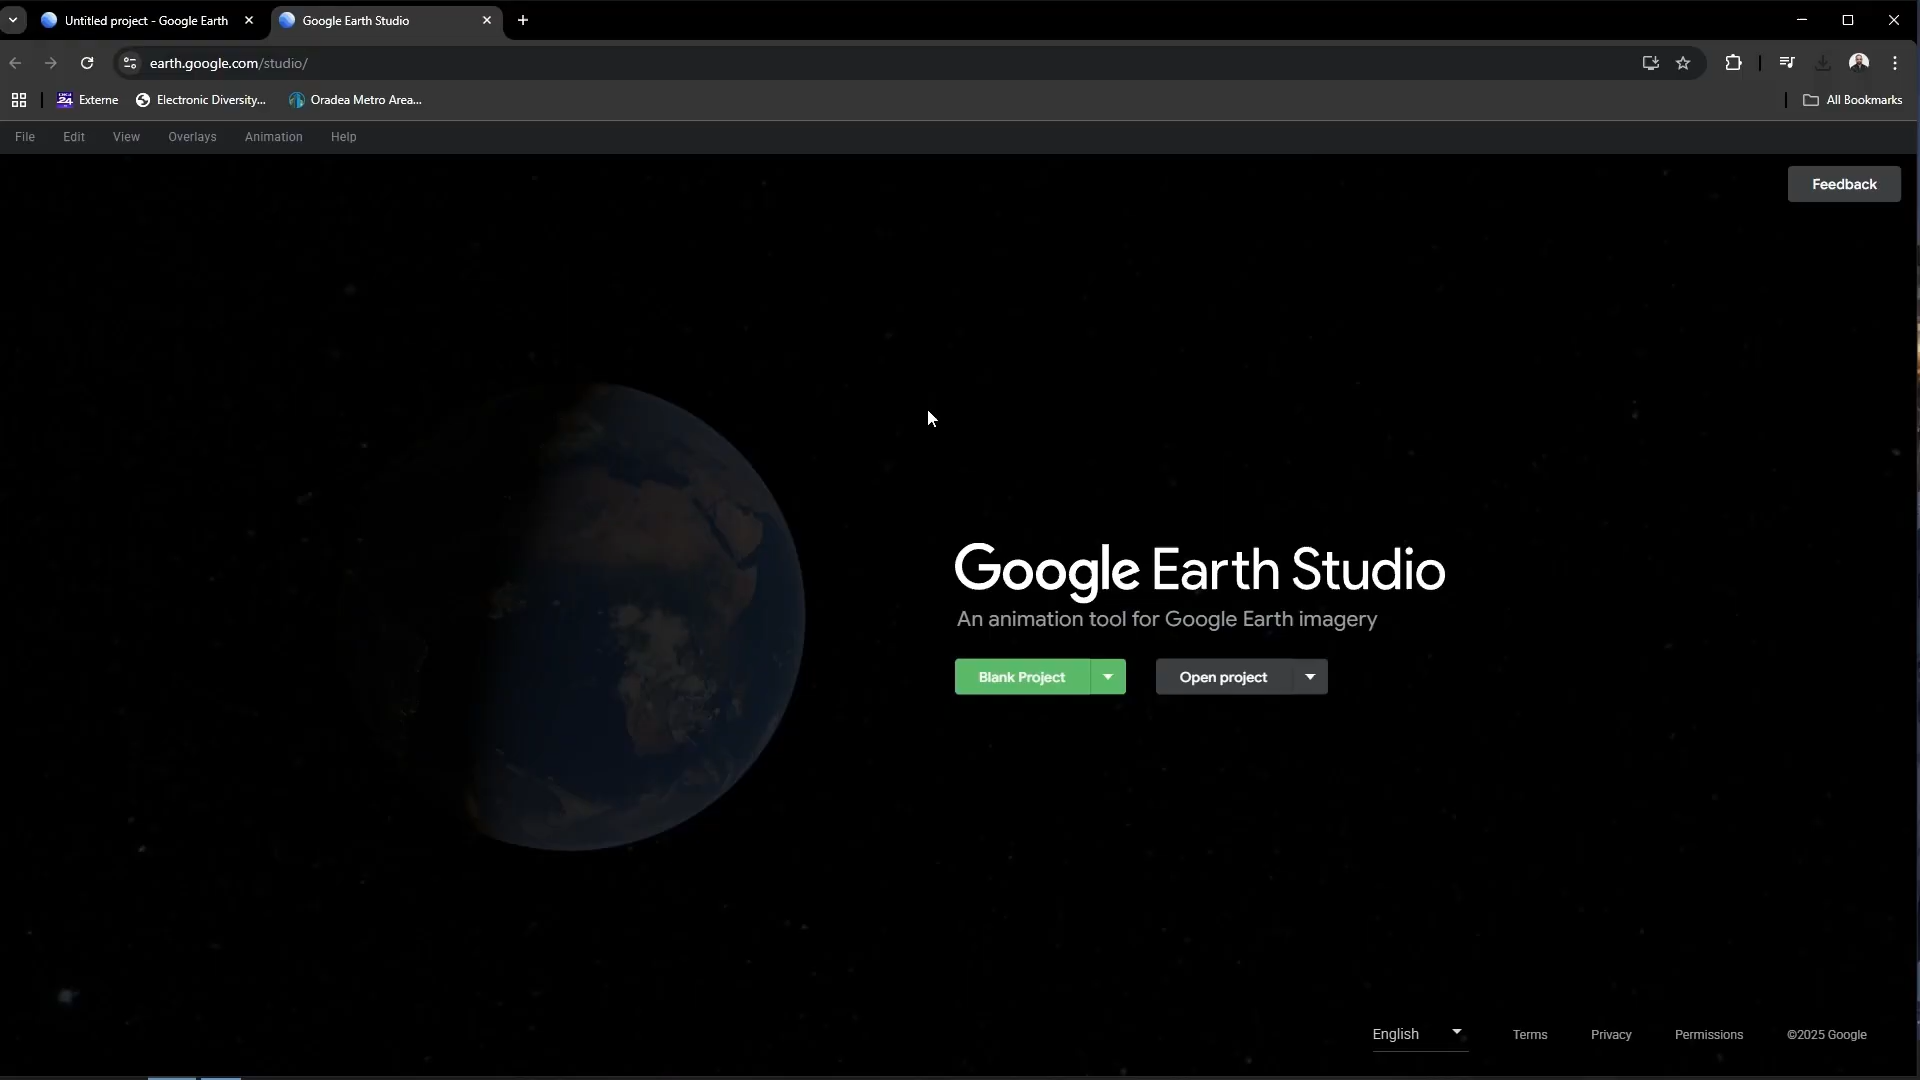 Untitled project - Google Earth
Google Earth Studio
earth.google.com/studio/
Externe
Electronic Diversity...
Oradea Metro Area...
All Bookmarks
File
Edit
View
Overlays
Animation
Help
Feedback
Google Earth Studio
An animation tool for Google Earth imagery
Blank Project
Open project
English
Terms
Privacy
Permissions
©2025 Google